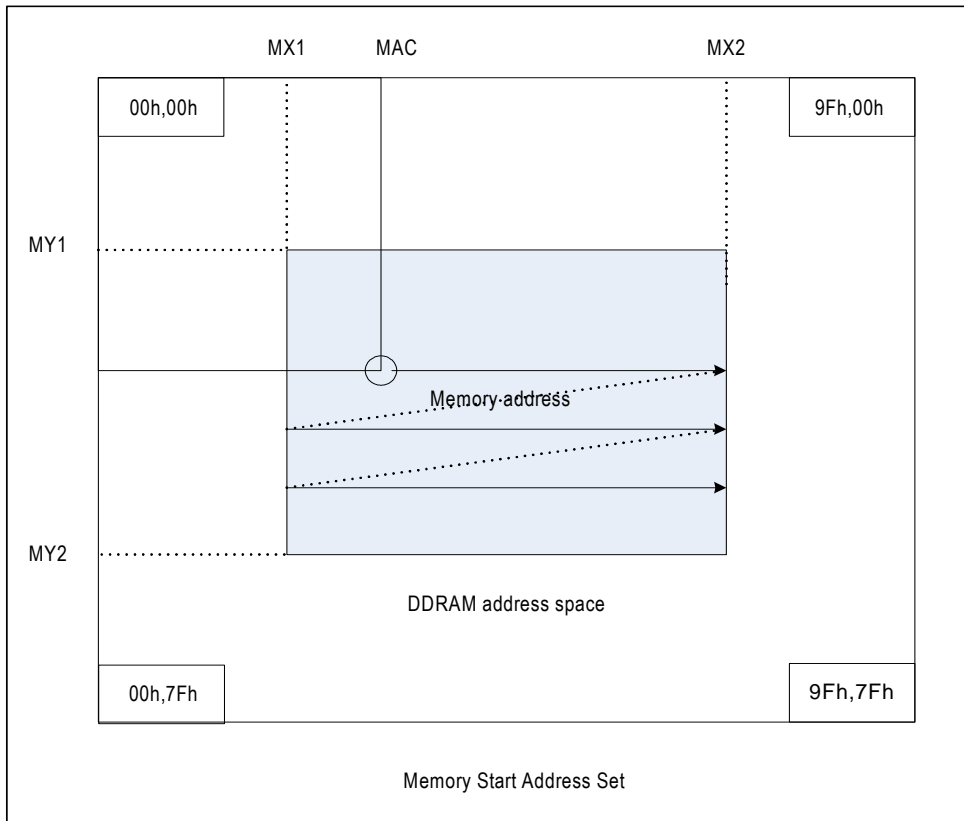 MX1 MAC MX2
00h,00h 9Fh,00h
MY1
Memory address
MY2
DDRAM address space
00h,7Fh 9Fh,7Fh
Memory Start Address Set